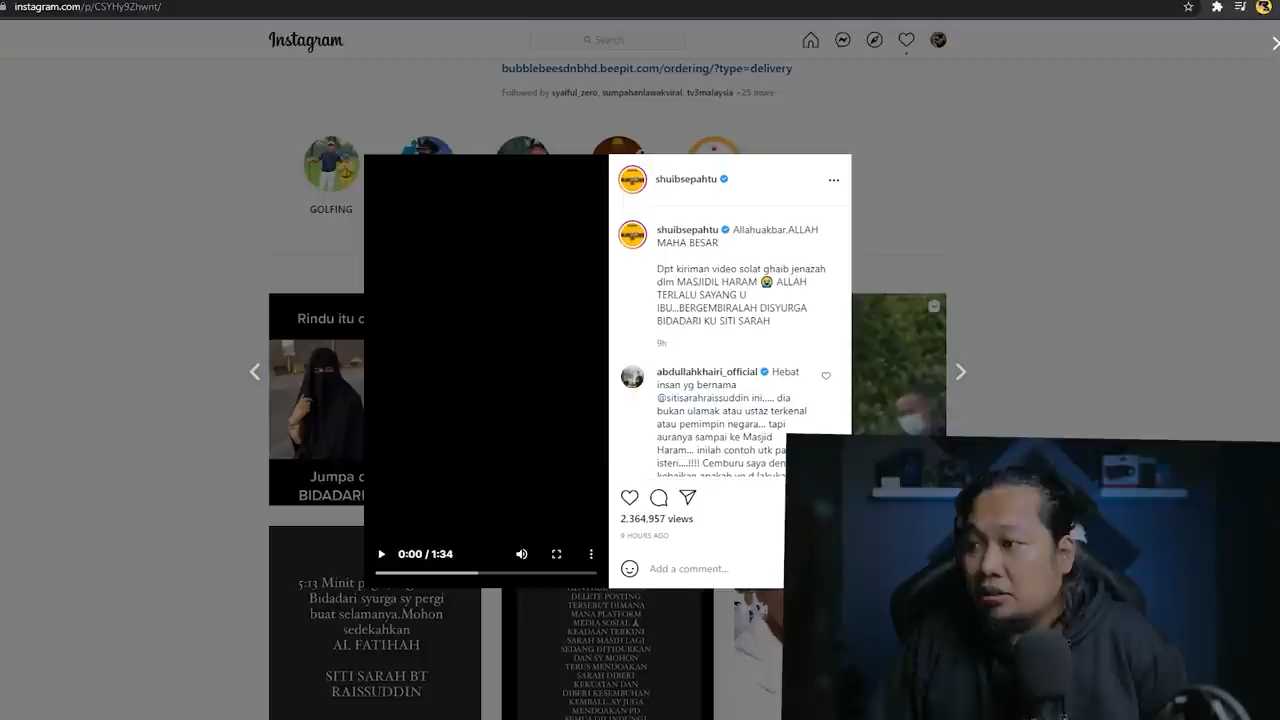 instagram.com/p/CSYHy9Zhwnt/
Instagram
Search
bubblebeesdnbhd.beepit.com/ordering/?type=delivery
Followed by syaiful_zero, sumpahanlawakviral, tv3malaysia +25 more
GOLFING
shuibsepahtu
shuibsepahtu Allahuakbar.ALLAH
MAHA BESAR
Dpt kiriman video solat ghaib jenazah
dlm MASJIDIL HARAM 😭 ALLAH
TERLALU SAYANG U
IBU...BERGEMBIRALAH DISYURGA
BIDADARI KU SITI SARAH
9h
abdullahkhairi_official Hebat
insan yg bernama
@sitisarahraissuddin ini..... dia
bukan ulamak atau ustaz terkenal
atau pemimpin negara... tapi
auranya sampai ke Masjid
Haram... inilah contoh utk pa
isteri....!!!! Cemburu saya den
kebaikan apakah yg d lakuka
2,364,957 views
9 HOURS AGO
Add a comment...
0:00 / 1:34
Rindu itu
Jumpa d
BIDADARI
5:13 Minit p
Bidadari syurga sy pergi
buat selamanya.Mohon
sedekahkan
AL FATIHAH
SITI SARAH BT
RAISSUDDIN
DELETE POSTING
TERSEBUT DIMANA
MANA PLATFORM
MEDIA SOSIAL
KEADAAN TERKINI
SARAH MASIH LAGI
SEDANG DITIDURKAN
DAN SY MOHON
TERUS MENDOAKAN
SARAH DIBERI
KEKUATAN DAN
DIBERI KESEMBUHAN
KEMBALI..SY JUGA
MENDOAKAN PD